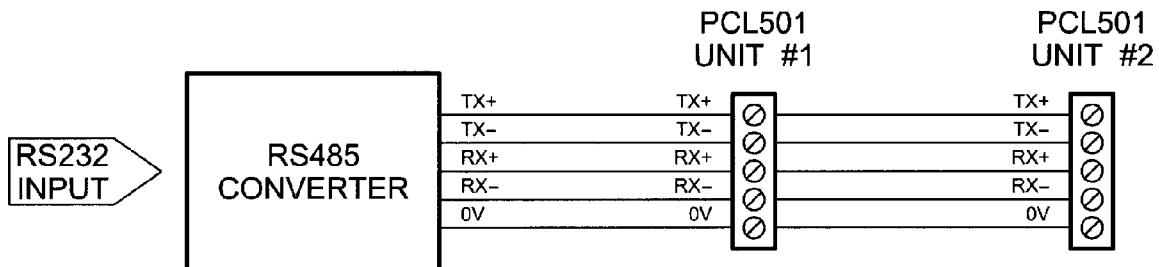 PCL501
UNIT #1
PCL501
UNIT #2
RS232
INPUT
RS485
CONVERTER
TX+
TX–
RX+
RX–
0V
TX+
TX–
RX+
RX–
0V
TX+
TX–
RX+
RX–
0V